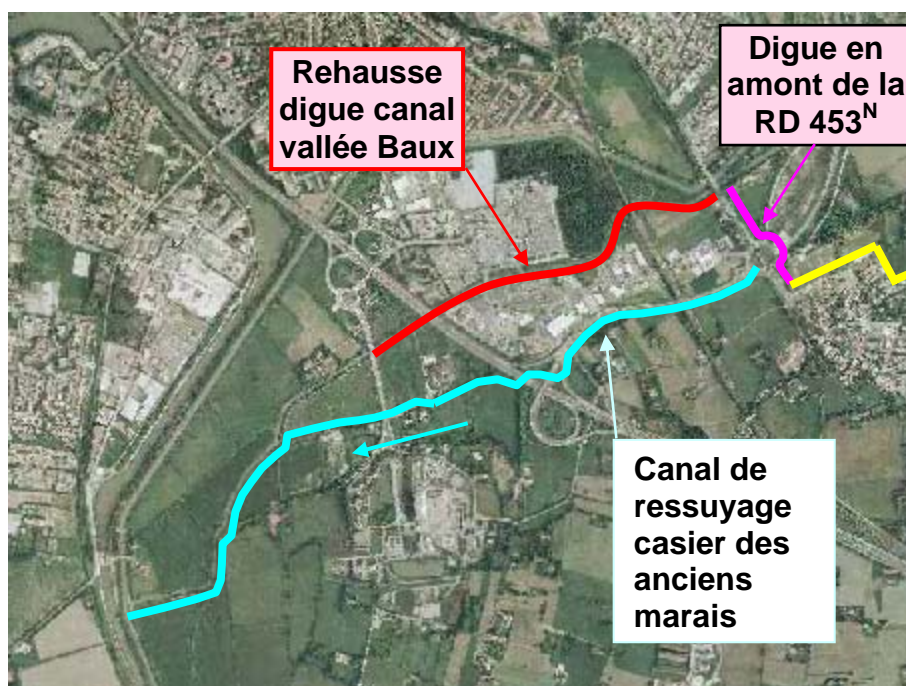 Rehausse
digue canal
vallée Baux
Digue en
amont de la
RD 453N
Canal de
ressuyage
casier des
anciens
marais